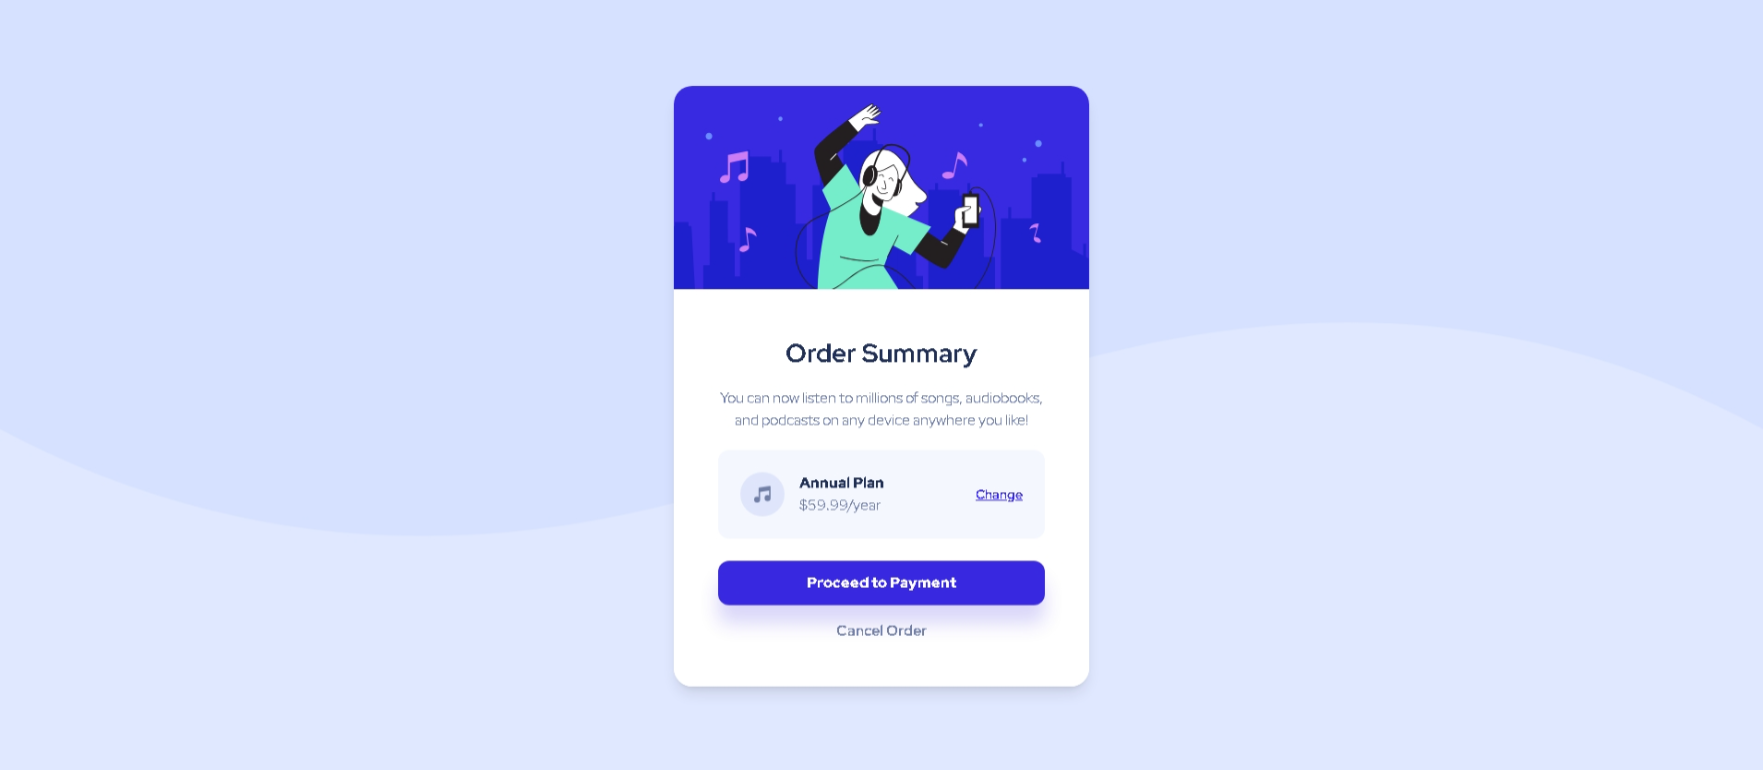 Order Summary
You can now listen to millions of songs, audiobooks,
and podcasts on any device anywhere you like!
Annual Plan
$59.99/year
Change
Proceed to Payment
Cancel Order